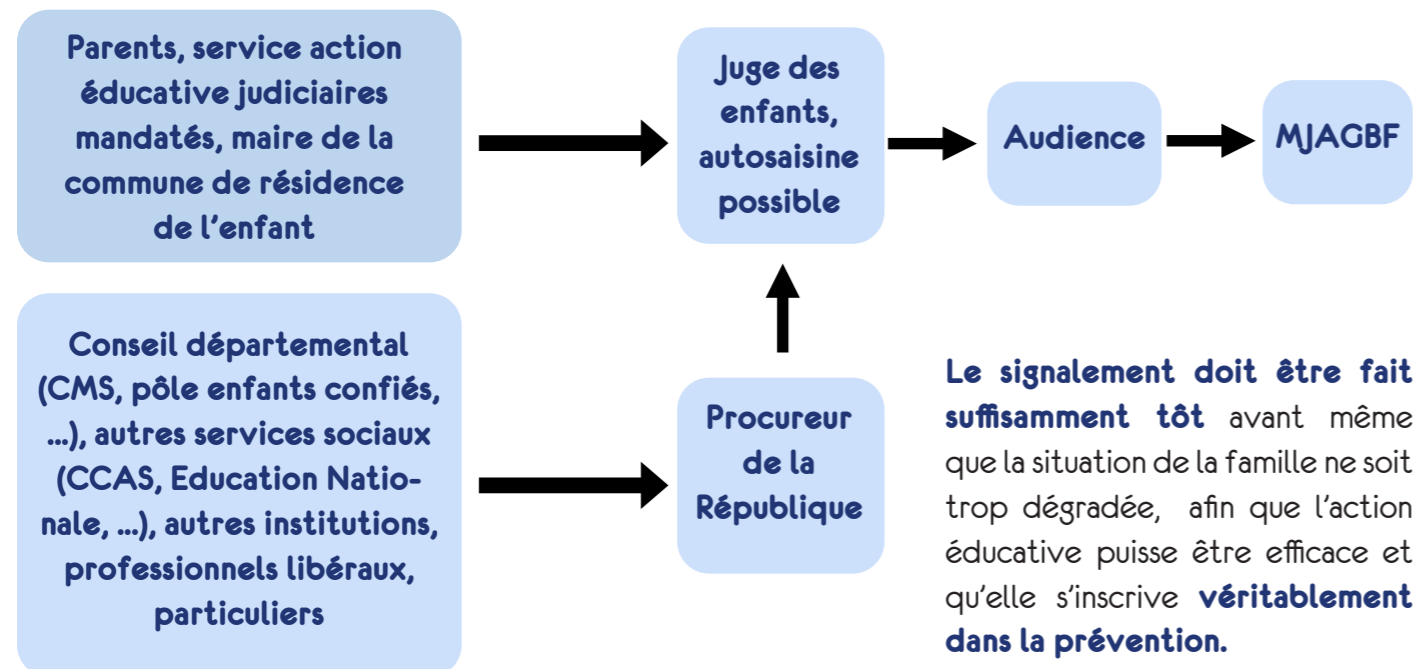 Parents, service action
éducative judiciaires
mandatés, maire de la
commune de résidence
de l'enfant
Juge des
enfants,
autosaisine
possible
Audience
MJAGBF
Conseil départemental
(CMS, pôle enfants confiés,
...), autres services sociaux
(CCAS, Education Natio-
nale, ...), autres institutions,
professionnels libéraux,
particuliers
Procureur
de la
République
Le signalement doit être fait
suffisamment tôt avant même
que la situation de la famille ne soit
trop dégradée, afin que l'action
éducative puisse être efficace et
qu'elle s'inscrive véritablement
dans la prévention.